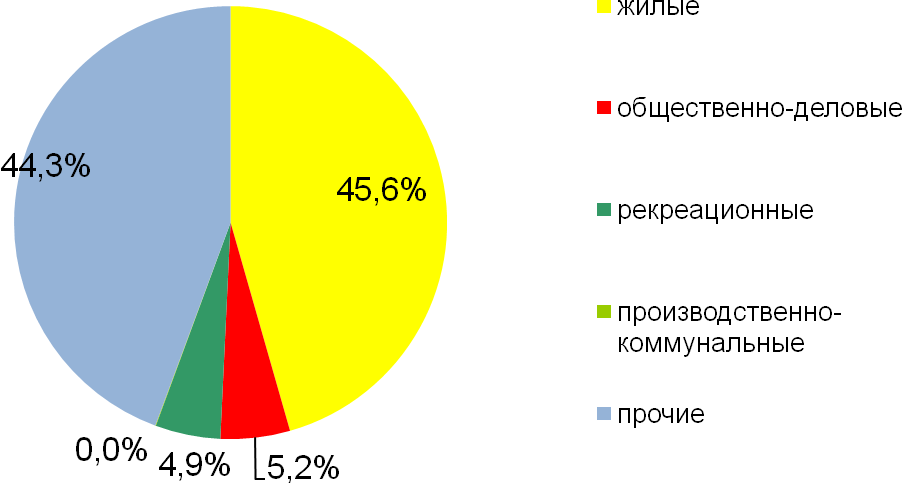 жилые
общественно-деловые
44,3%
45,6%
рекреационные
производственно-
коммунальные
прочие
0,0%
4,9%
5,2%